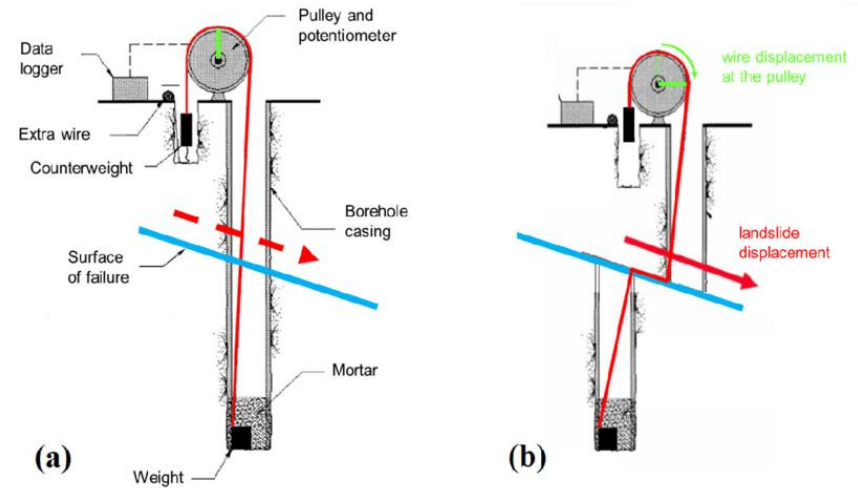 Pulley and
potentiometer
Data
logger
Extra wire
Counterweight
Borehole
casing
Surface
of failure
Mortar
Weight
(a)
wire displacement
at the pulley
landslide
displacement
(b)